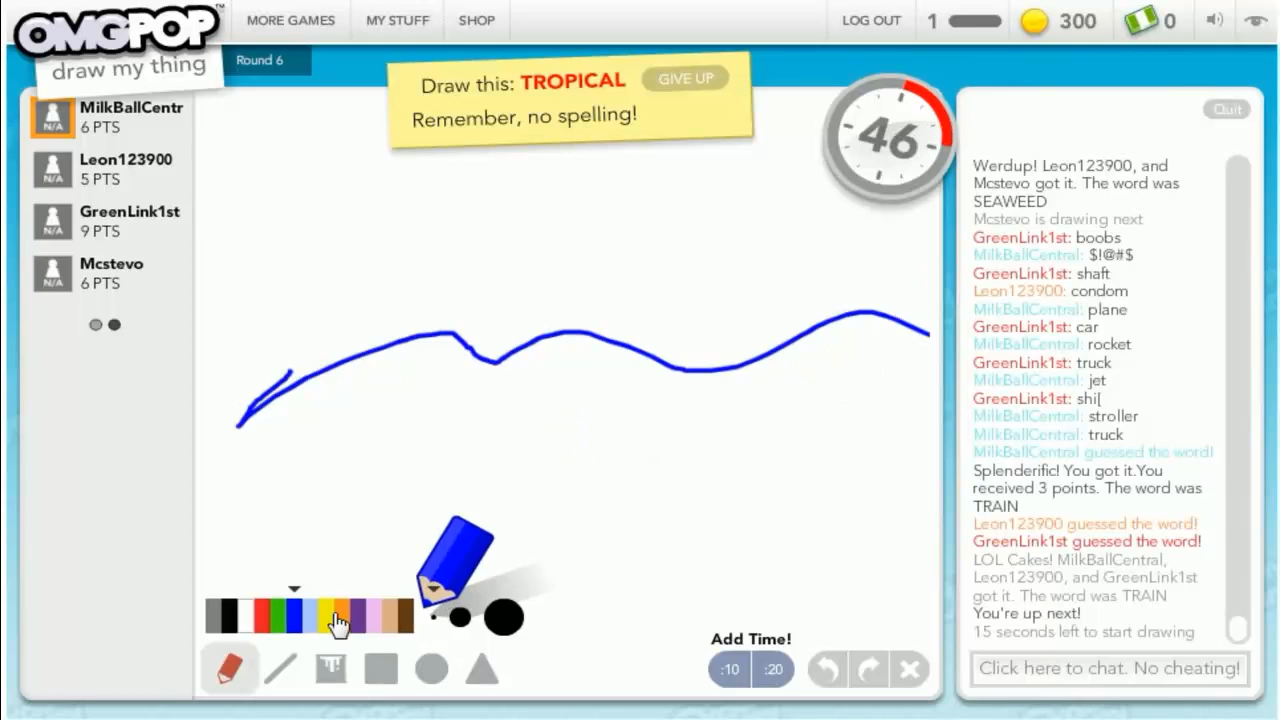 OMGPOP™
MORE GAMES
MY STUFF
SHOP
LOG OUT
1
300
0
draw my thing
Round 6
Draw this: TROPICAL
GIVE UP
Remember, no spelling!
46
N/A
MilkBallCentr
6 PTS
N/A
Leon123900
5 PTS
N/A
GreenLink1st
9 PTS
N/A
Mcstevo
6 PTS
Add Time!
:10
:20
Quit
Werdup! Leon123900, and
Mcstevo got it. The word was
SEAWEED
Mcstevo is drawing next
GreenLink1st: boobs
MilkBallCentral: $!@#$
GreenLink1st: shaft
Leon123900: condom
MilkBallCentral: plane
GreenLink1st: car
MilkBallCentral: rocket
GreenLink1st: truck
MilkBallCentral: jet
GreenLink1st: shi[
MilkBallCentral: stroller
MilkBallCentral: truck
MilkBallCentral guessed the word!
Splenderific! You got it.You
received 3 points. The word was
TRAIN
Leon123900 guessed the word!
GreenLink1st guessed the word!
LOL Cakes! MilkBallCentral,
Leon123900, and GreenLink1st
got it. The word was TRAIN
You're up next!
15 seconds left to start drawing
Click here to chat. No cheating!